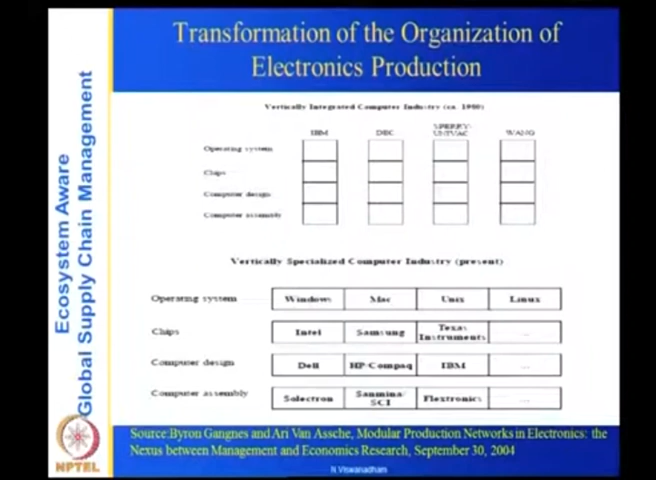 Transformation of the Organization of
Electronics Production
Ecosystem Aware
Global Supply Chain Management
Vertically Integrated Computer Industry (ca. 1980)
IBM DEC SPERRY-UNIVAC WANG
Operating system
Chips
Computer design
Computer assembly
Vertically Specialized Computer Industry (present)
Operating system Windows Mac Unix Linux
Chips Intel Samsung Texas Instruments ...
Computer design Dell HP-Compaq IBM ...
Computer assembly Solectron Sanmina-SCI Flextronics ...
Source:Byron Gangnes and Ari Van Assche, Modular Production Networks in Electronics: the
Nexus between Management and Economics Research, September 30, 2004
NPTEL
N.Viswanadham